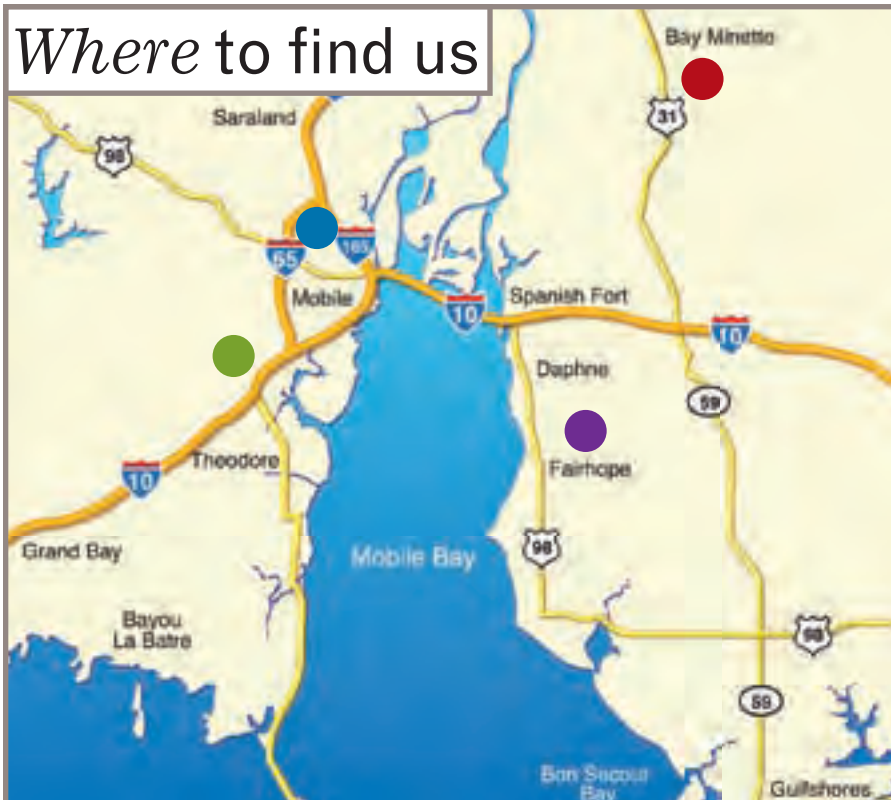 Where to find us
Bay Minette
31
Saraland
98
65
165
Mobile
10
Spanish Fort
10
Daphne
59
Theodore
10
Fairhope
Grand Bay
98
Mobile Bay
Bayou
La Batre
98
59
Bon Secour
Bay
Gulfshores